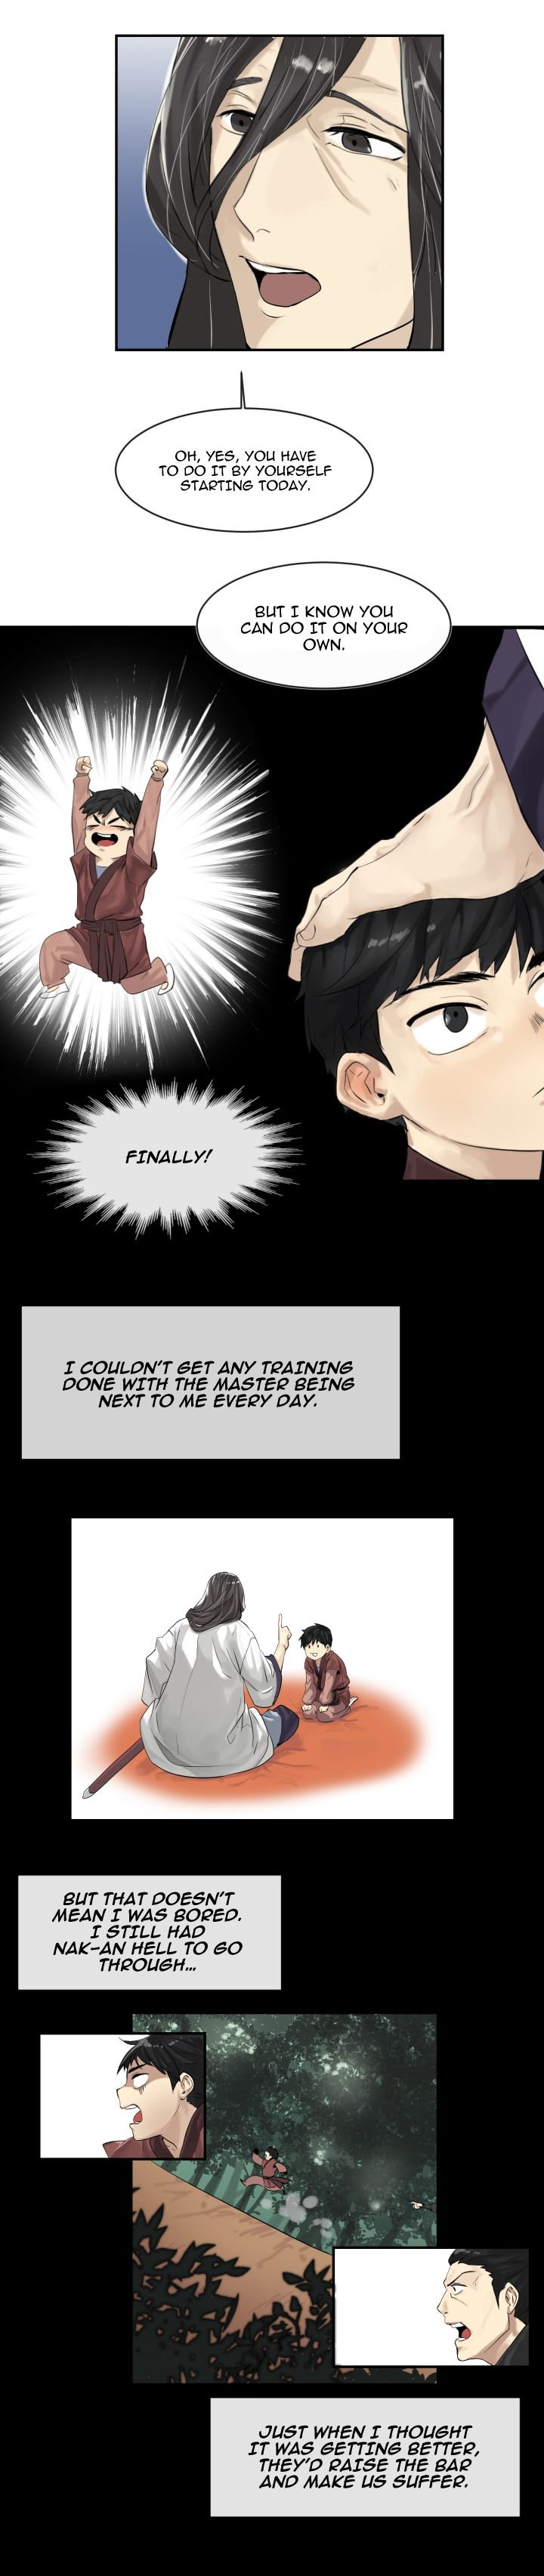 OH, YES, YOU HAVE
TO DO IT BY YOURSELF
STARTING TODAY.
BUT I KNOW YOU
CAN DO IT ON YOUR
OWN.
FINALLY!
I COULDN'T GET ANY TRAINING
DONE WITH THE MASTER BEING
NEXT TO ME EVERY DAY.
BUT THAT DOESN'T
MEAN I WAS BORED.
I STILL HAD
NAK-AN HELL TO GO
THROUGH...
JUST WHEN I THOUGHT
IT WAS GETTING BETTER,
THEY'D RAISE THE BAR
AND MAKE US SUFFER.